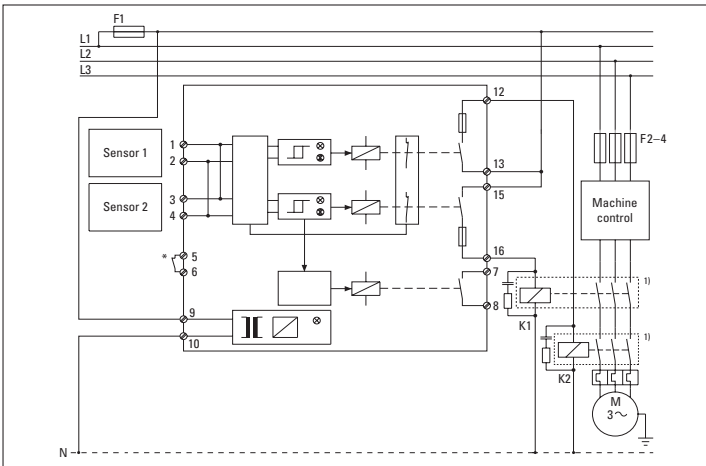 F1
L1
L2
L3
12
Sensor 1
1
2
13
F2–4
Sensor 2
3
4
15
Machine
control
* 5
6
16
7
1)
9
8
K1
10
1)
K2
M
3~
N